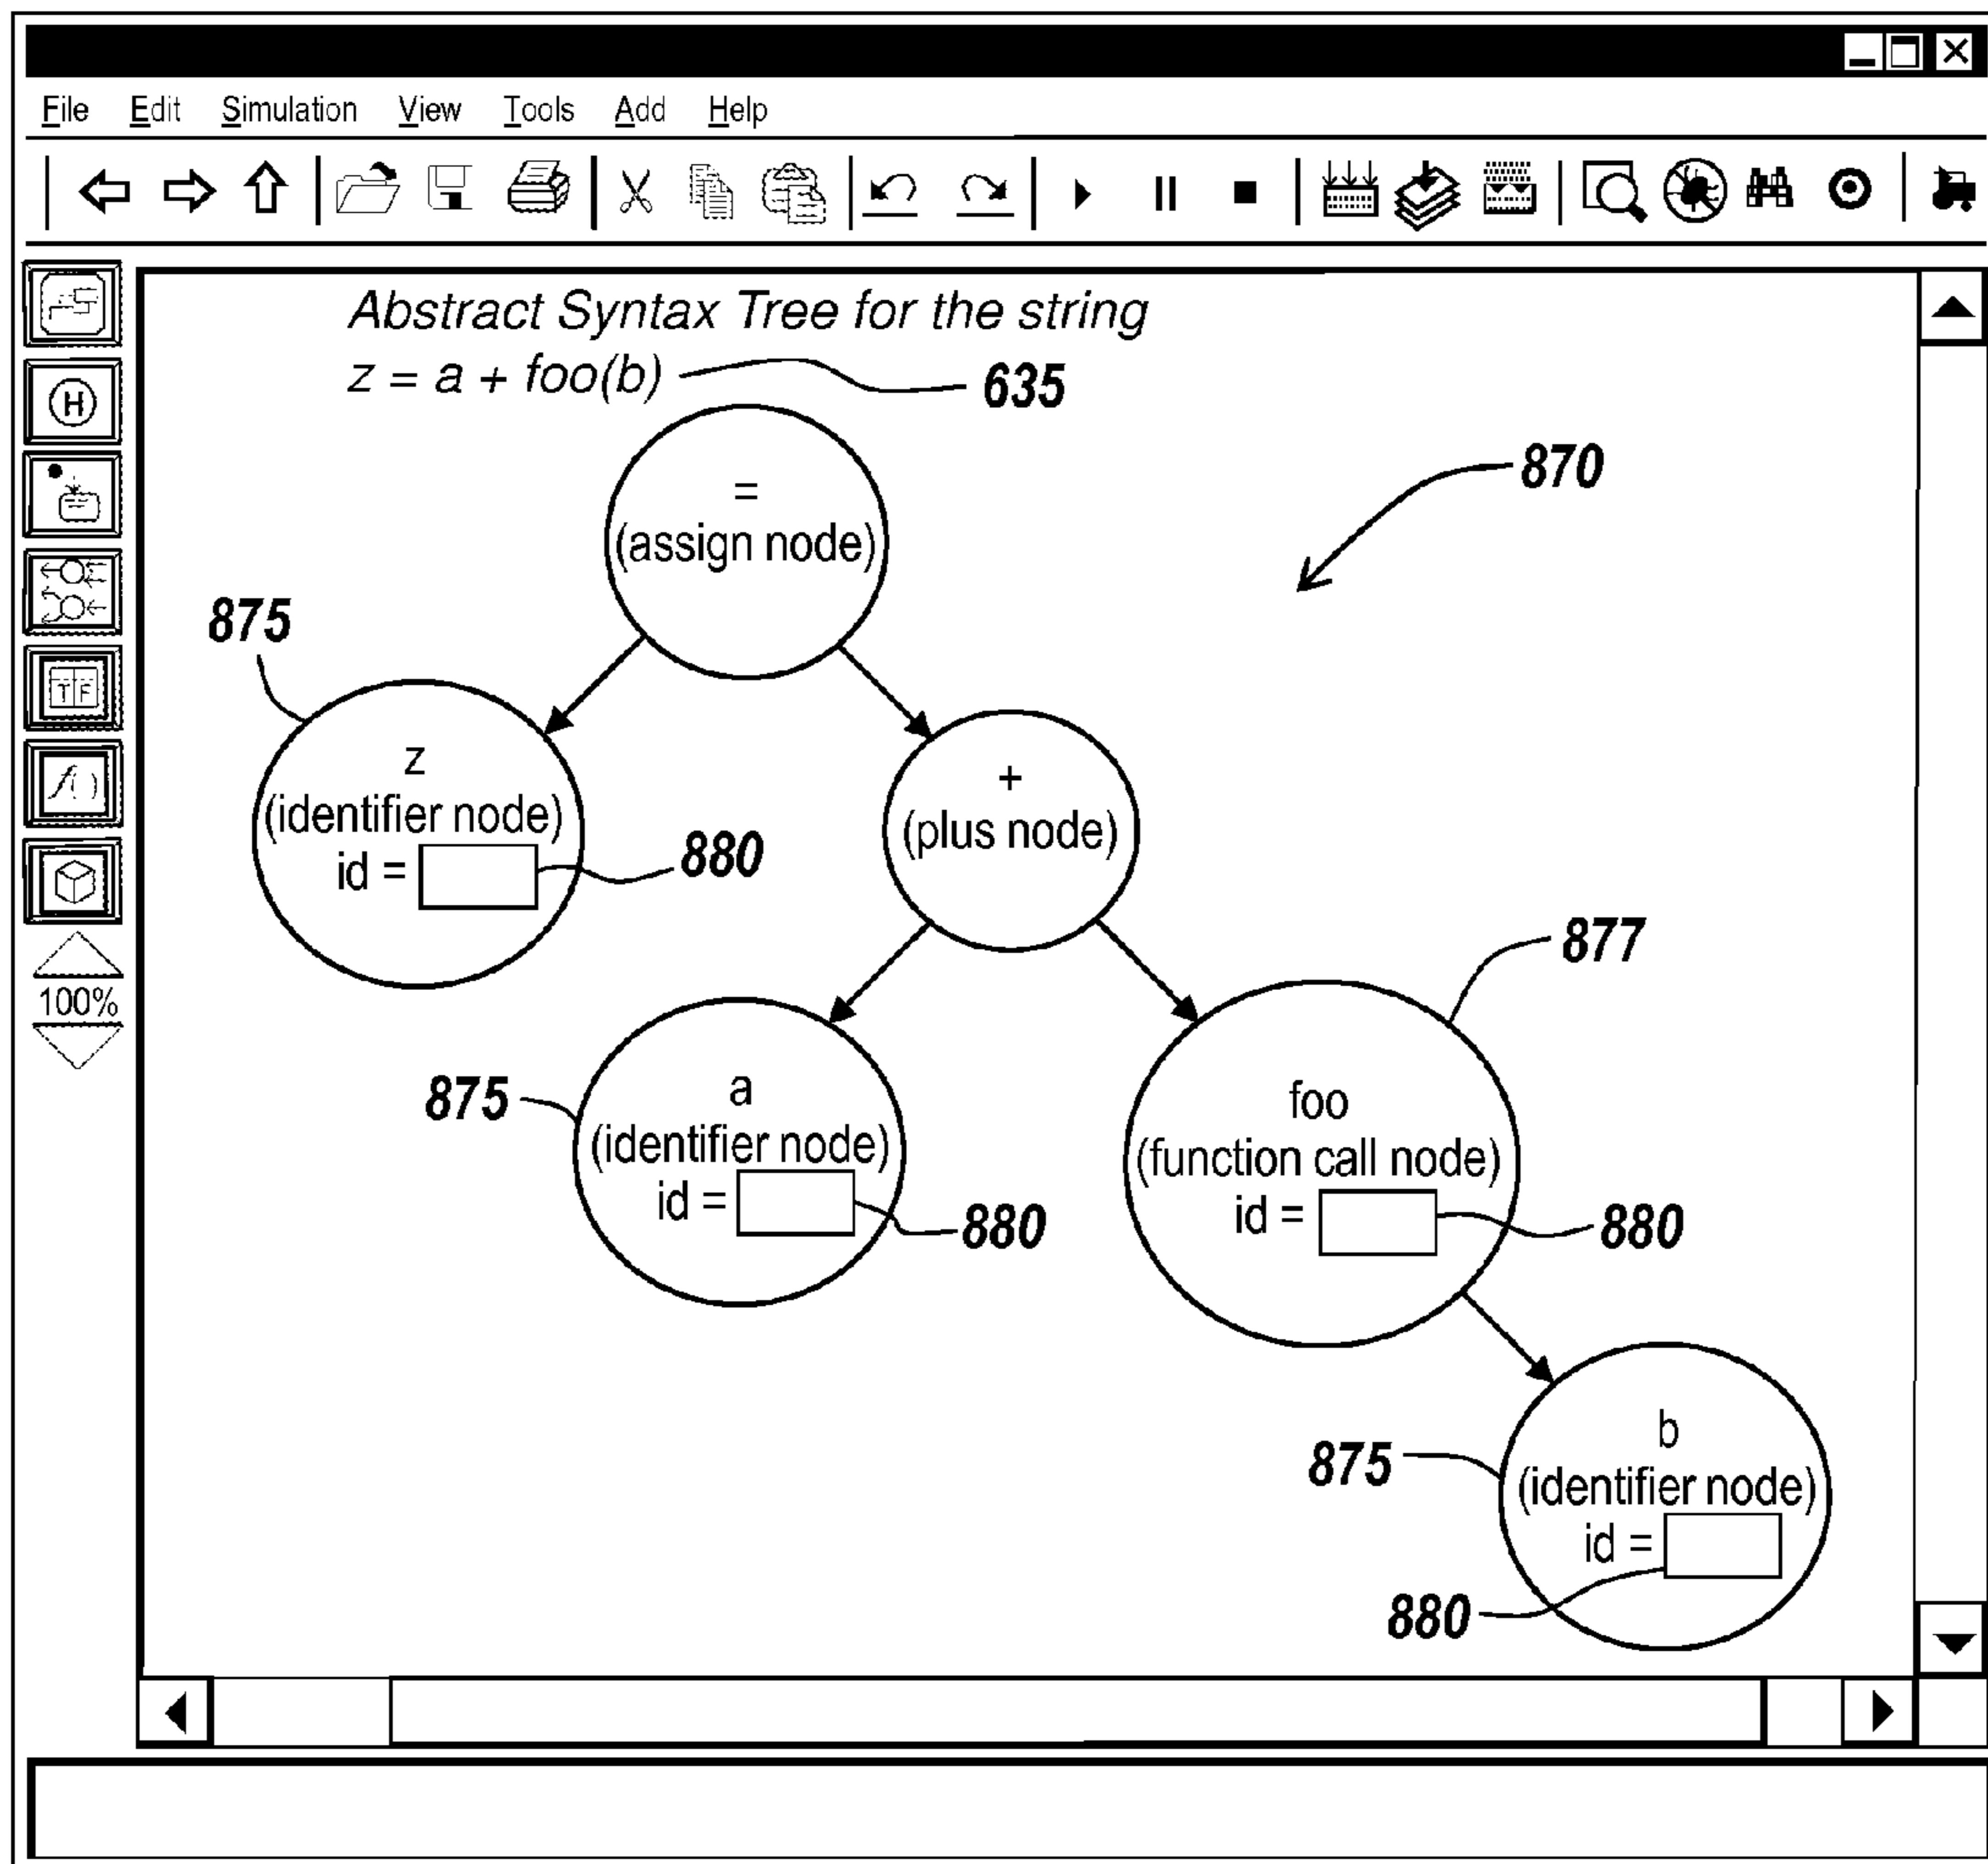 File Edit Simulation View Tools Add Help
Abstract Syntax Tree for the string
z = a + foo(b)
635
H
=
(assign node)
870
875
T F
z
(identifier node)
id =
880
+
(plus node)
f()
100%
877
875
a
(identifier node)
id =
880
foo
(function call node)
id =
880
875
b
(identifier node)
id =
880